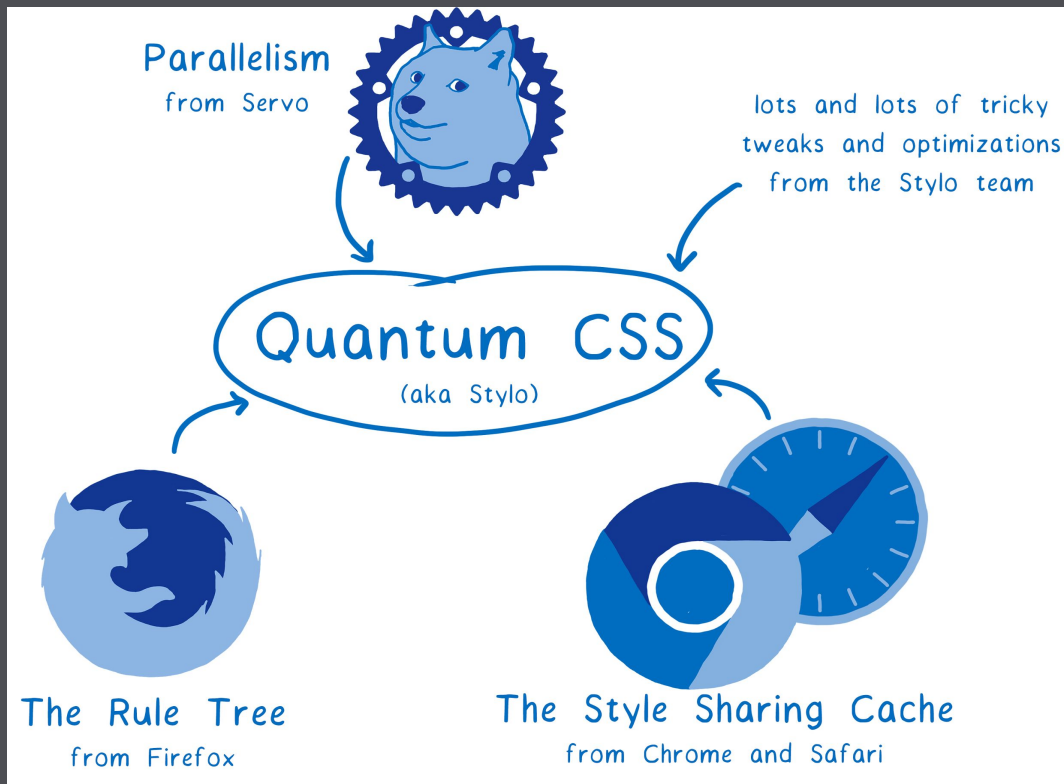 Parallelism
from Servo
lots and lots of tricky
tweaks and optimizations
from the Stylo team
Quantum CSS
(aka Stylo)
The Rule Tree
from Firefox
The Style Sharing Cache
from Chrome and Safari